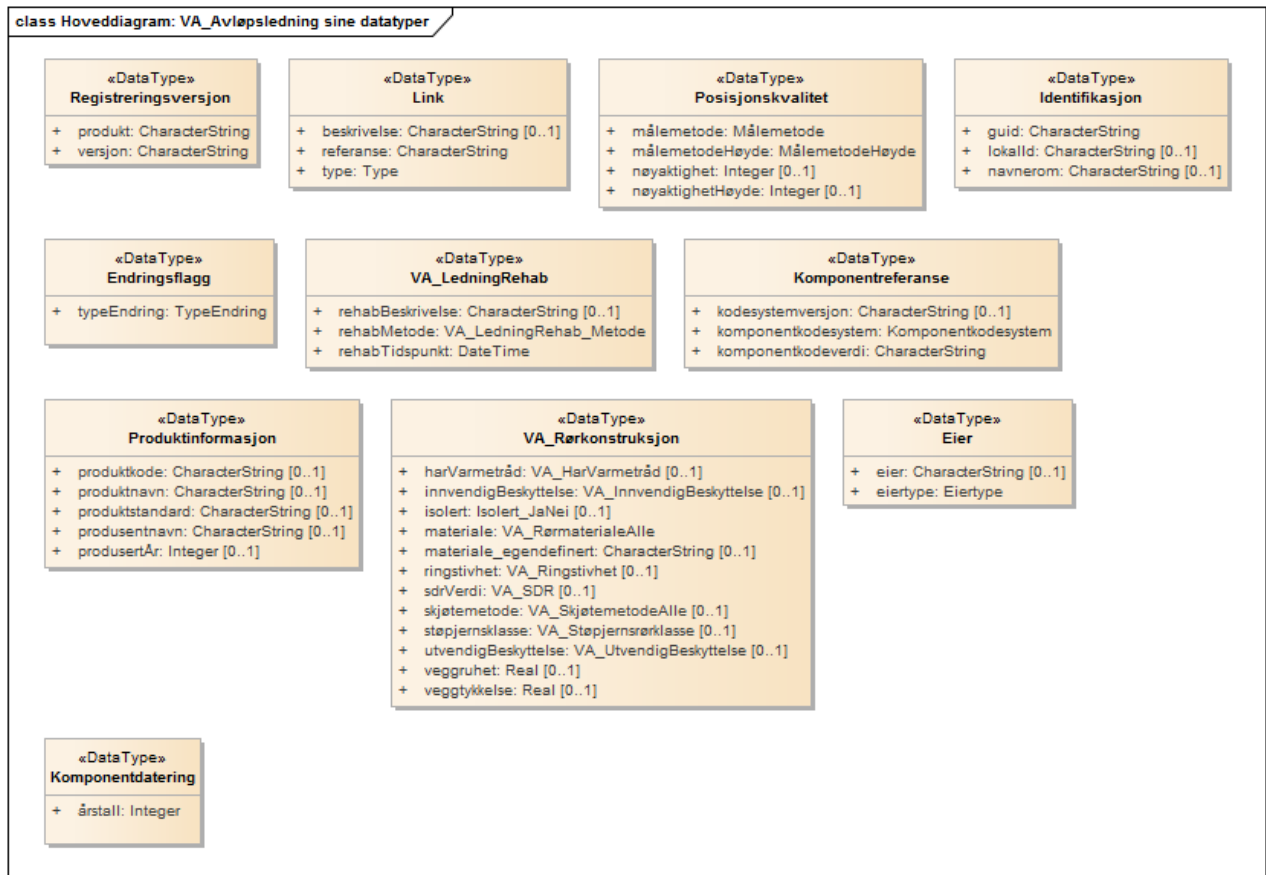 class Hoveddiagram: VA_Avløpsledning sine datatyper
«DataType»
Registreringsversjon
+ produkt: CharacterString
+ versjon: CharacterString
«DataType»
Link
+ beskrivelse: CharacterString [0..1]
+ referanse: CharacterString
+ type: Type
«DataType»
Posisjonskvalitet
+ målemetode: Målemetode
+ målemetodeHøyde: MålemetodeHøyde
+ nøyaktighet: Integer [0..1]
+ nøyaktighetHøyde: Integer [0..1]
«DataType»
Identifikasjon
+ guid: CharacterString
+ lokalId: CharacterString [0..1]
+ navnerom: CharacterString [0..1]
«DataType»
Endringsflagg
+ typeEndring: TypeEndring
«DataType»
VA_LedningRehab
+ rehabBeskrivelse: CharacterString [0..1]
+ rehabMetode: VA_LedningRehab_Metode
+ rehabTidspunkt: DateTime
«DataType»
Komponentreferanse
+ kodesystemversjon: CharacterString [0..1]
+ komponentkodesystem: Komponentkodesystem
+ komponentkodeverdi: CharacterString
«DataType»
Produktinformasjon
+ produktkode: CharacterString [0..1]
+ produktnavn: CharacterString [0..1]
+ produktstandard: CharacterString [0..1]
+ produsentnavn: CharacterString [0..1]
+ produsertÅr: Integer [0..1]
«DataType»
VA_Rørkonstruksjon
+ harVarmetråd: VA_HarVarmetråd [0..1]
+ innvendigBeskyttelse: VA_InnvendigBeskyttelse [0..1]
+ isolert: Isolert_JaNei [0..1]
+ materiale: VA_RørmaterialeAlle
+ materiale_egendefinert: CharacterString [0..1]
+ ringstivhet: VA_Ringstivhet [0..1]
+ sdrVerdi: VA_SDR [0..1]
+ skjøtemetode: VA_SkjøtemetodeAlle [0..1]
+ støpjernsklasse: VA_Støpjernsrørklasse [0..1]
+ utvendigBeskyttelse: VA_UtvendigBeskyttelse [0..1]
+ veggruhet: Real [0..1]
+ veggtykkelse: Real [0..1]
«DataType»
Eier
+ eier: CharacterString [0..1]
+ eiertype: Eiertype
«DataType»
Komponentdatering
+ årstall: Integer